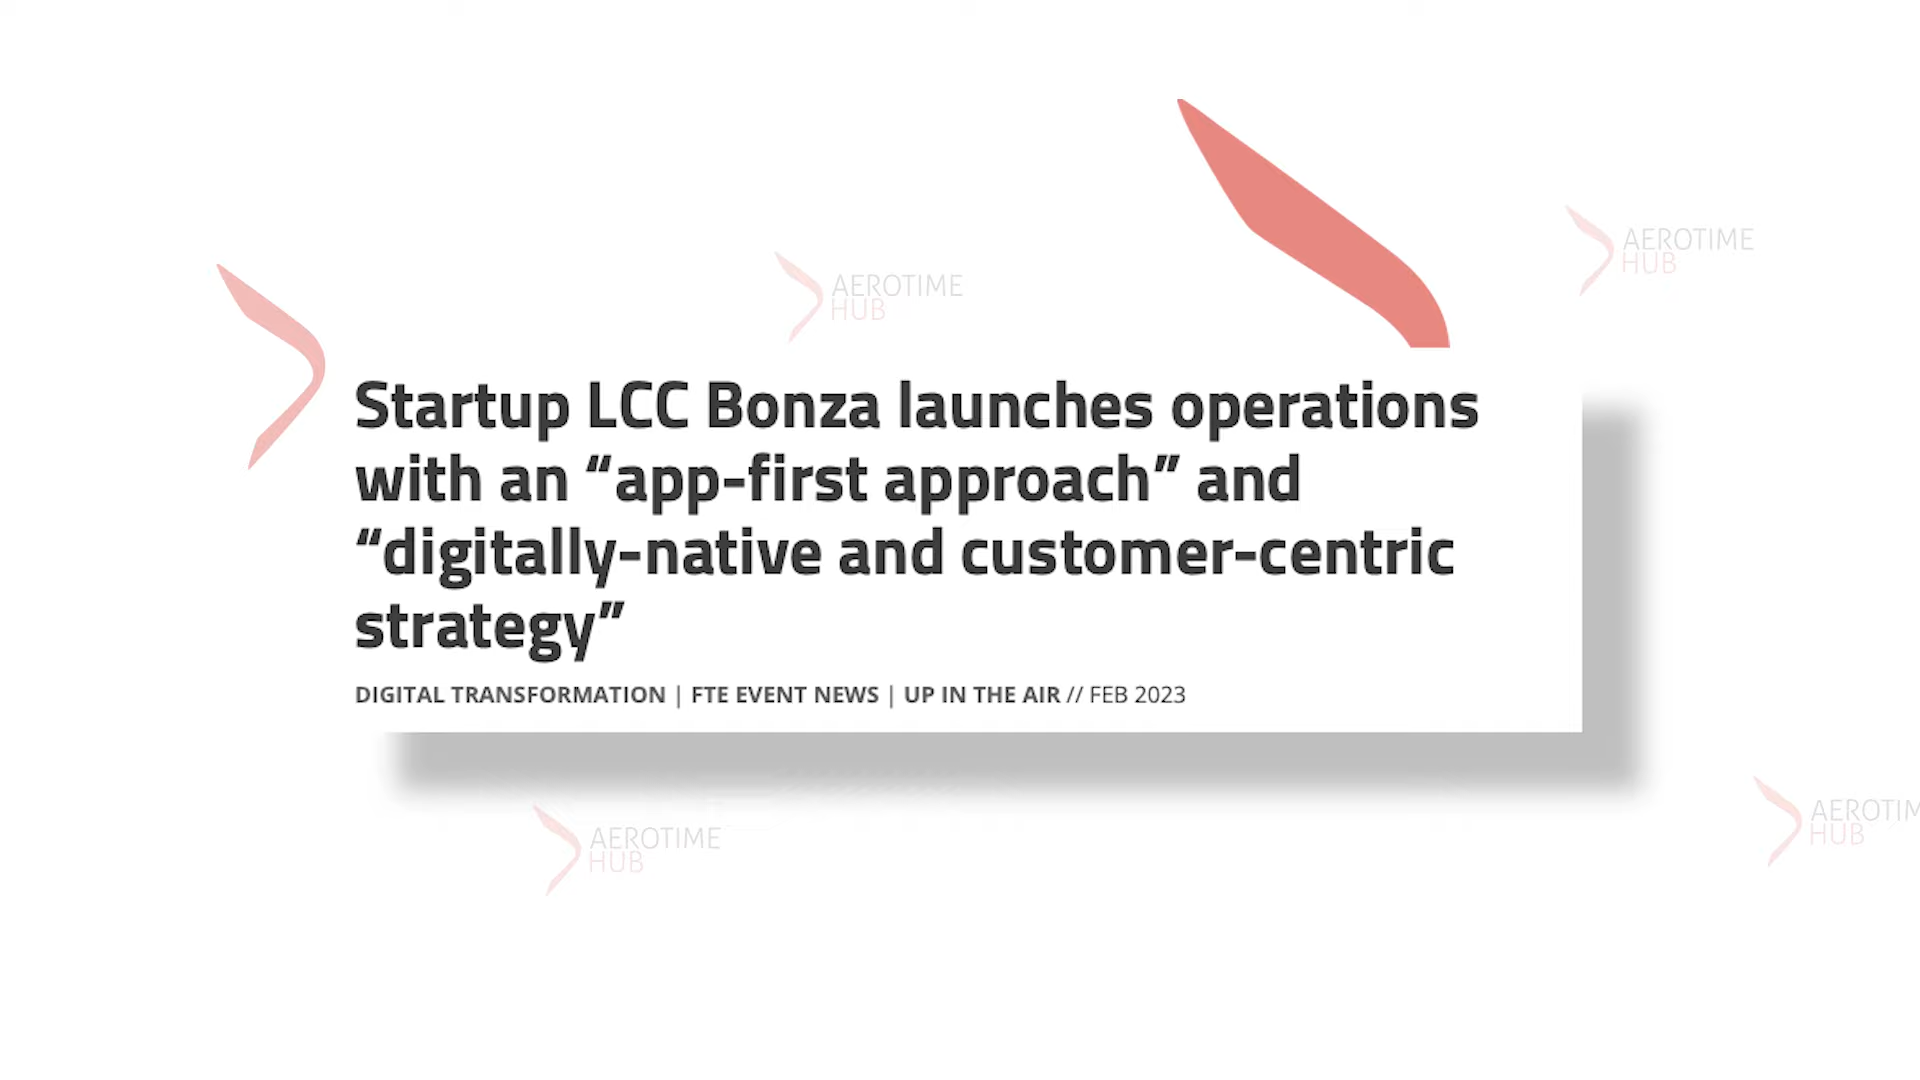 AEROTIME
HUB
AEROTIME
HUB
Startup LCC Bonza launches operations
with an “app-first approach” and
“digitally-native and customer-centric
strategy”
DIGITAL TRANSFORMATION | FTE EVENT NEWS | UP IN THE AIR // FEB 2023
AEROTIME
HUB
AEROTIM
HUB